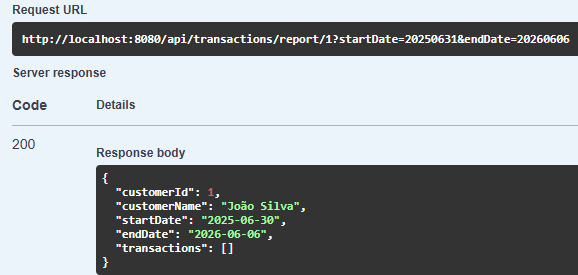 Request URL
http://localhost:8080/api/transactions/report/1?startDate=20250631&endDate=20260606
Server response
Code Details
200
Response body
{
"customerId": 1,
"customerName": "João Silva",
"startDate": "2025-06-30",
"endDate": "2026-06-06",
"transactions": []
}